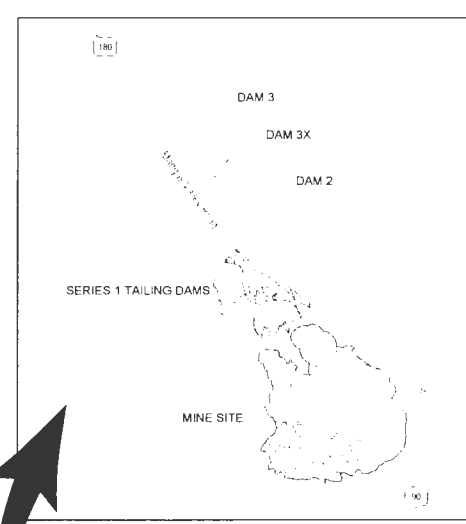 180
DAM 3
DAM 3X
DAM 2
SERIES 1 TAILING DAMS
MINE SITE
90